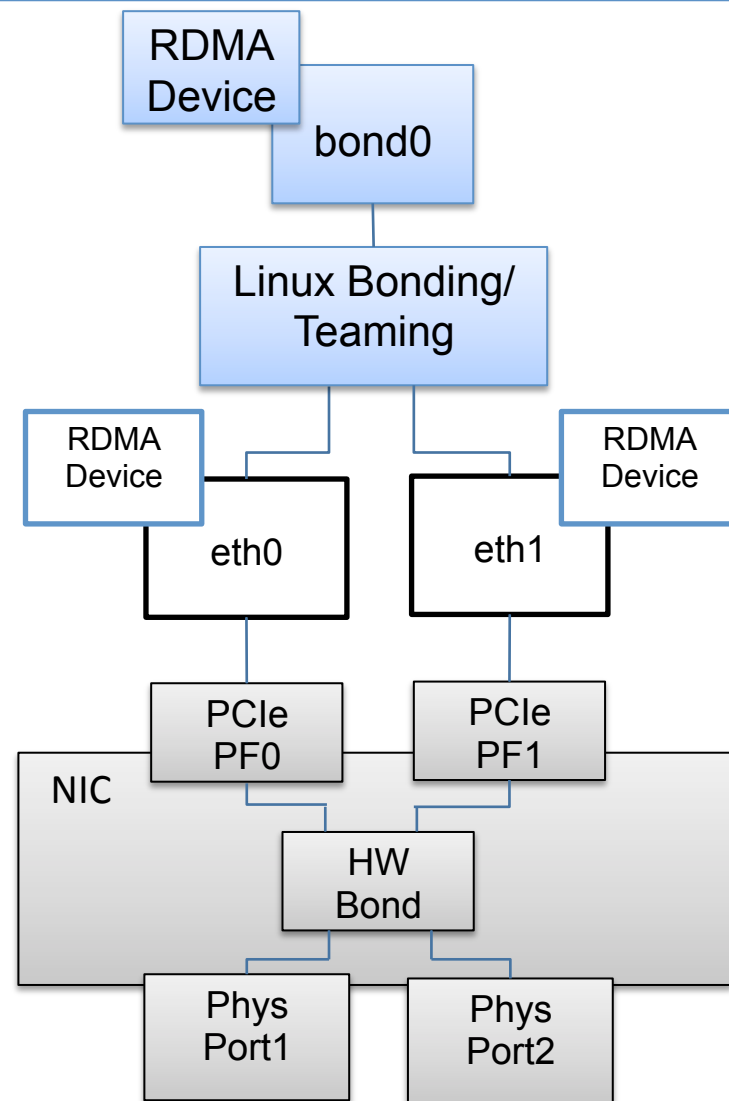 RDMA
Device
bond0
Linux Bonding/
Teaming
RDMA
Device
RDMA
Device
eth0
eth1
PCIe
PF0
PCIe
PF1
NIC
HW
Bond
Phys
Port1
Phys
Port2